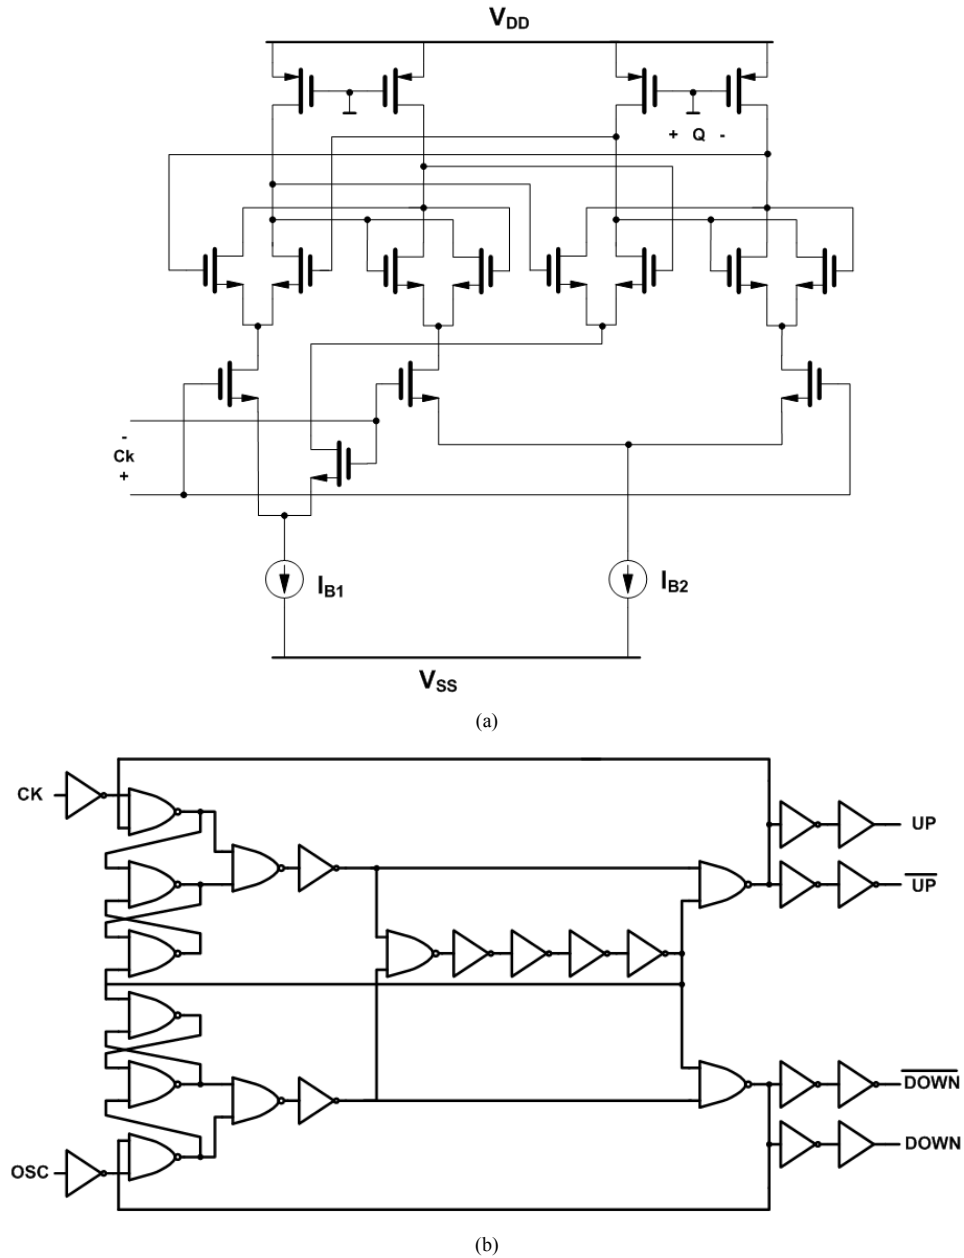 VDD
+ Q -
-
Ck
+
IB1
IB2
VSS
(a)
CK
UP
UP
DOWN
OSC
DOWN
(b)